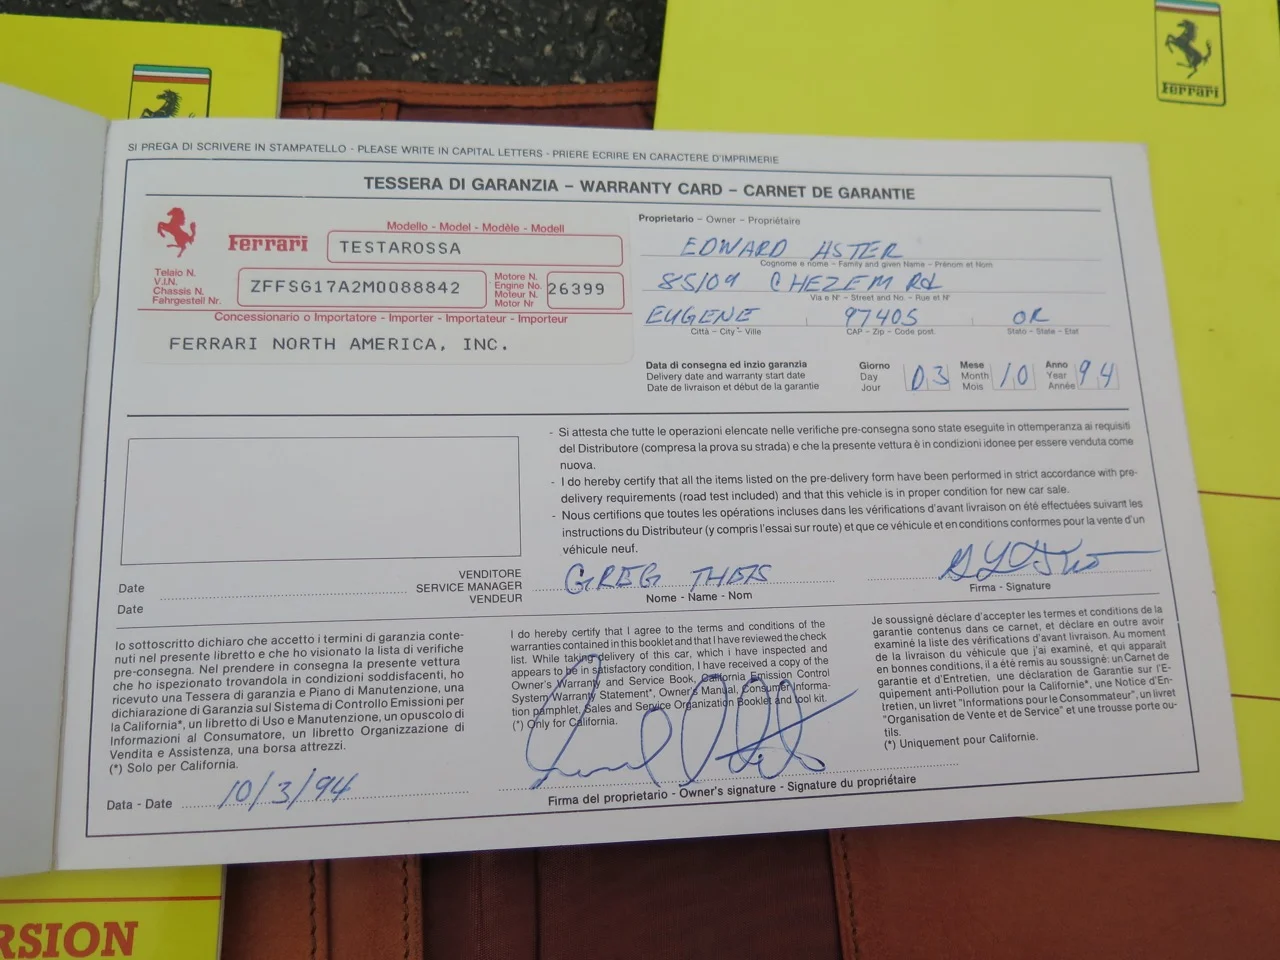 Ferrari
SI PREGA DI SCRIVERE IN STAMPATELLO - PLEASE WRITE IN CAPITAL LETTERS - PRIERE ECRIRE EN CARACTERE D'IMPRIMERIE
TESSERA DI GARANZIA – WARRANTY CARD – CARNET DE GARANTIE
Ferrari
Modello - Model - Modèle - Modell
TESTAROSSA
Telaio N.
V.I.N.
Chassis N.
Fahrgestell Nr.
ZFFSG17A2M0088842
Motore N.
Engine No.
Moteur N.
Motor Nr
26399
Concessionario o Importatore - Importer - Importateur - Importeur
FERRARI NORTH AMERICA, INC.
Proprietario – Owner – Propriétaire
EDWARD ASTER
Cognome e nome – Family and given Name – Prénom et Nom
85109 CHEZEM Rd
Via e N° – Street and No. – Rue et N°
EUGENE 97405 OR
Città – City – Ville CAP – Zip – Code post. Stato – State – Etat
Data di consegna ed inzio garanzia
Delivery date and warranty start date
Date de livraison et début de la garantie
Giorno
Day
Jour
03
Mese
Month
Mois
10
Anno
Year
Année
94
- Si attesta che tutte le operazioni elencate nelle verifiche pre-consegna sono state eseguite in ottemperanza ai requisiti
del Distributore (compresa la prova su strada) e che la presente vettura è in condizioni idonee per essere venduta come
nuova.
- I do hereby certify that all the items listed on the pre-delivery form have been performed in strict accordance with pre-
delivery requirements (road test included) and that this vehicle is in proper condition for new car sale.
- Nous certifions que toutes les opérations incluses dans les vérifications d'avant livraison on été effectuées suivant les
instructions du Distributeur (y compris l'essai sur route) et que ce véhicule et en conditions conformes pour la vente d'un
véhicule neuf.
Date
Date
VENDITORE
SERVICE MANAGER
VENDEUR
GREG
Nome - Name - Nom
Firma - Signature
Io sottoscritto dichiaro che accetto i termini di garanzia conte-
nuti nel presente libretto e che ho visionato la lista di verifiche
pre-consegna. Nel prendere in consegna la presente vettura
che ho ispezionato trovandola in condizioni soddisfacenti, ho
ricevuto una Tessera di garanzia e Piano di Manutenzione, una
dichiarazione di Garanzia sul Sistema di Controllo Emissioni per
la California*, un libretto di Uso e Manutenzione, un opuscolo di
Informazioni al Consumatore, un libretto Organizzazione di
Vendita e Assistenza, una borsa attrezzi.
(*) Solo per California.
Data - Date 10/3/94
I do hereby certify that I agree to the terms and conditions of the
warranties contained in this booklet and that I have reviewed the check
list. While taking delivery of this car, which i have inspected and
appears to be in satisfactory condition, I have received a copy of the
Owner's Warranty and Service Book, California Emission Control
System Warranty Statement*, Owner's Manual, Consumer Informa-
tion pamphlet, Sales and Service Organization Booklet and tool kit.
(*) Only for California.
Firma del proprietario - Owner's signature - Signature du propriétaire
Je soussigné déclare d'accepter les termes et conditions de la
garantie contenus dans ce carnet, et déclare en outre avoir
examiné la liste des vérifications d'avant livraison. Au moment
de la livraison du véhicule que j'ai examiné, et qui apparait
en bonnes conditions, il a été remis au soussigné: un Carnet de
garantie et d'Entretien, une déclaration de Garantie sur l'E-
quipement anti-Pollution pour la Californie*, une Notice d'En-
tretien, un livret "Informations pour le Consommateur", un livret
"Organisation de Vente et de Service" et une trousse porte ou-
tils.
(*) Uniquement pour Californie.
RSION